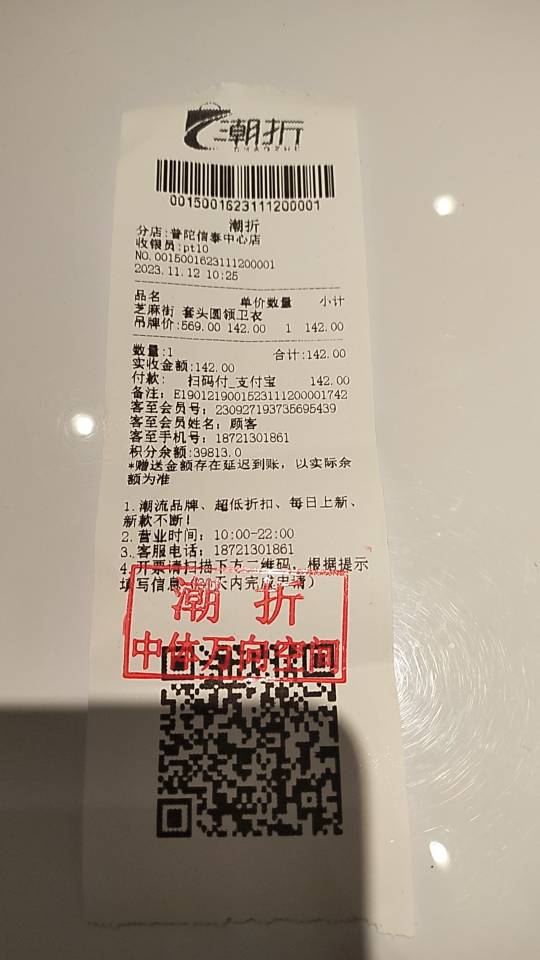 潮折
CHAOZHE
0015001623111200001
潮折
分店:普陀信泰中心店
收银员:pt10
NO.0015001623111200001
2023.11.12 10:25
品名 单价数量 小计
芝麻街 套头圆领卫衣
吊牌价:569.00 142.00 1 142.00
数量:1 合计:142.00
实收金额:142.00
付款: 扫码付_支付宝 142.00
备注: E1901219001523111200001742
客至会员号: 230927193735695439
客至会员姓名: 顾客
客至手机号: 18721301861
积分余额:39813.0
*赠送金额存在延迟到账，以实际余
额为准
1.潮流品牌、超低折扣、每日上新、
新款不断!
2.营业时间: 10:00-22:00
3.客服电话: 18721301861
4.开票请扫描下方二维码，根据提示
填写信息 天内完成申请)
潮 折
中体万向空间